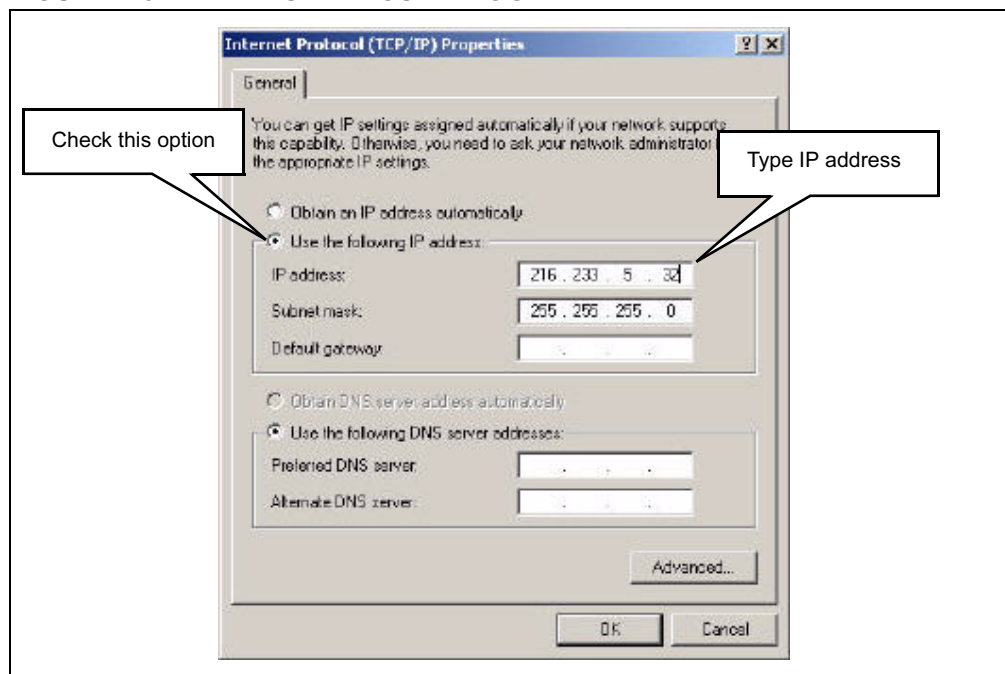 Internet Protocol (TCP/IP) Properties
General
Check this option
You can get IP settings assigned automatically if your network supports
this capability. Otherwise, you need to ask your network administrator
the appropriate IP settings.
Type IP address
Obtain an IP address automatically
Use the following IP address:
IP address: 216 . 233 . 5 . 32
Subnet mask: 255 . 255 . 255 . 0
Default gateway: . . .
Obtain DNS server address automatically
Use the following DNS server addresses:
Preferred DNS server: . . .
Alternate DNS server: . . .
Advanced...
OK Cancel